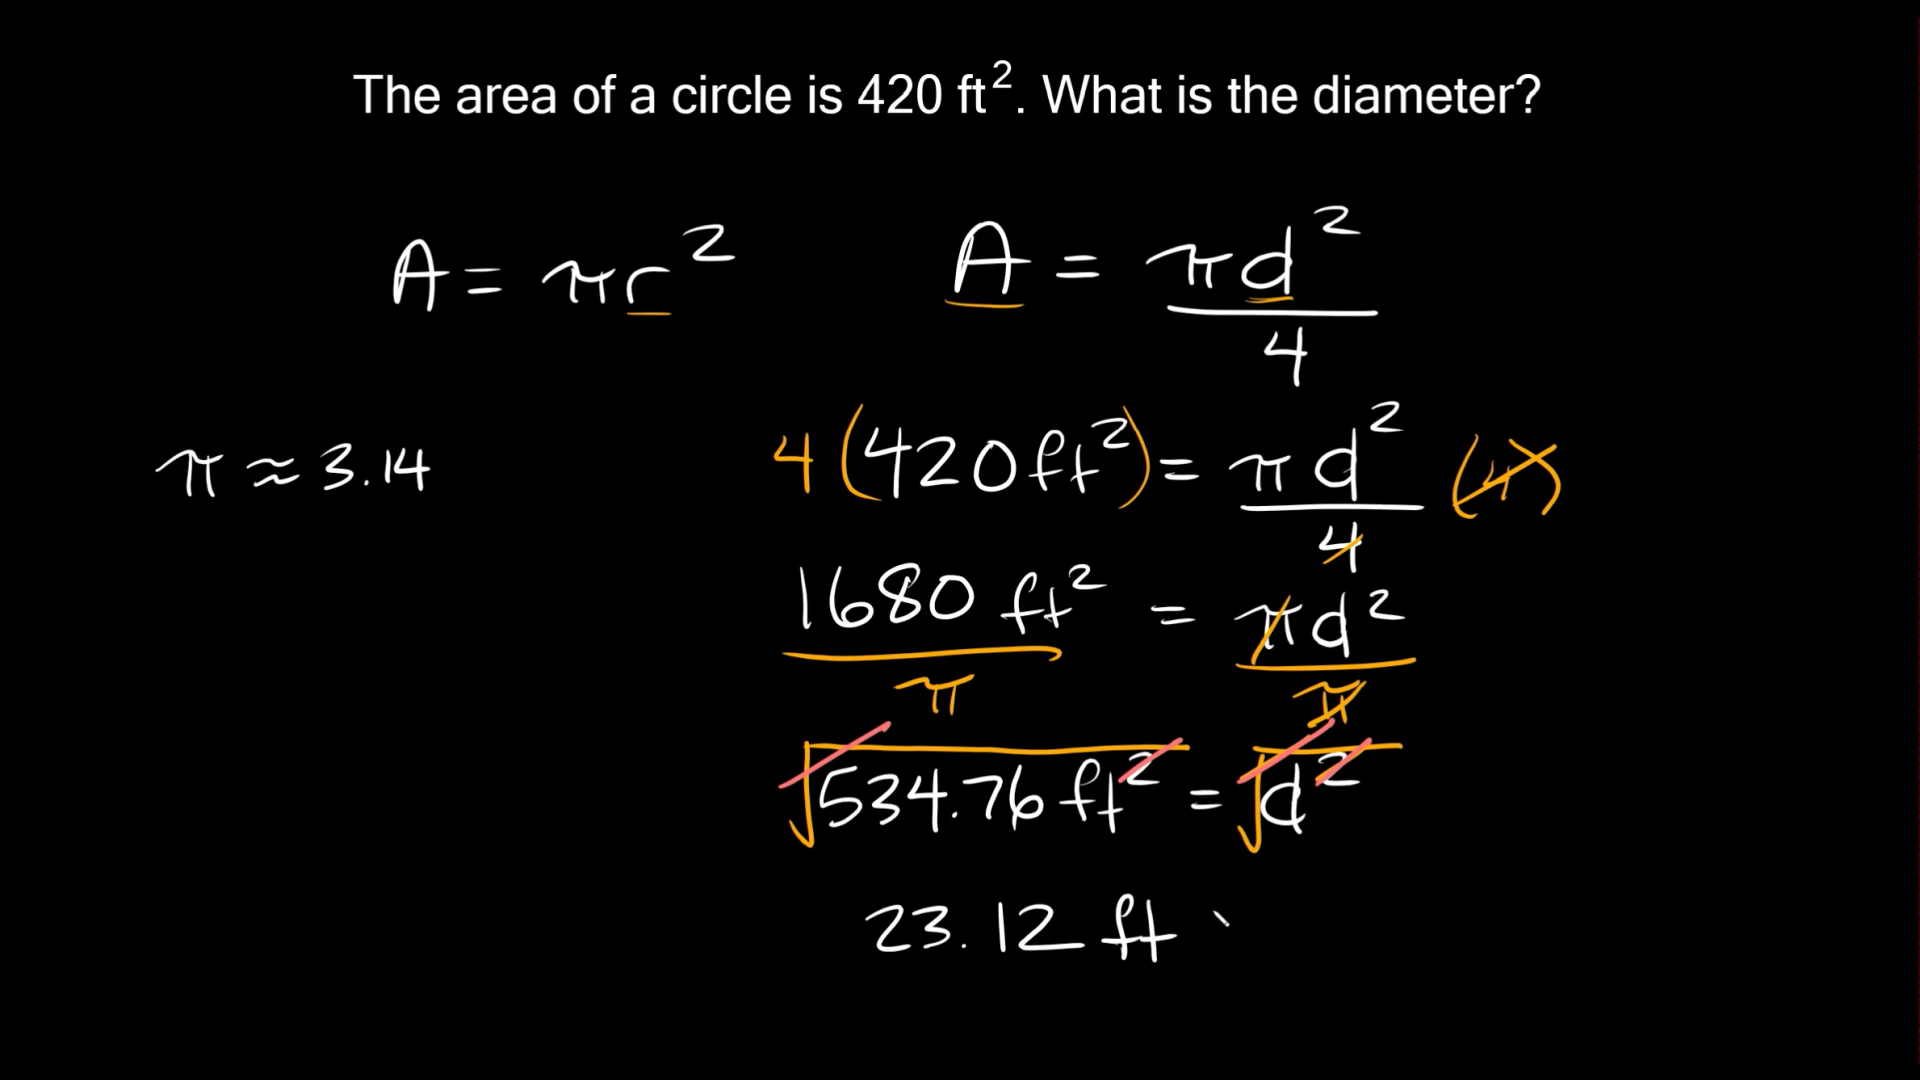 The area of a circle is 420 ft². What is the diameter?
A = πr²
A = πd²/4
π ≈ 3.14
4(420ft²) = πd²/4 (4)
1680 ft²/π = πd²/π
√534.76 ft² = √d²
23.12 ft